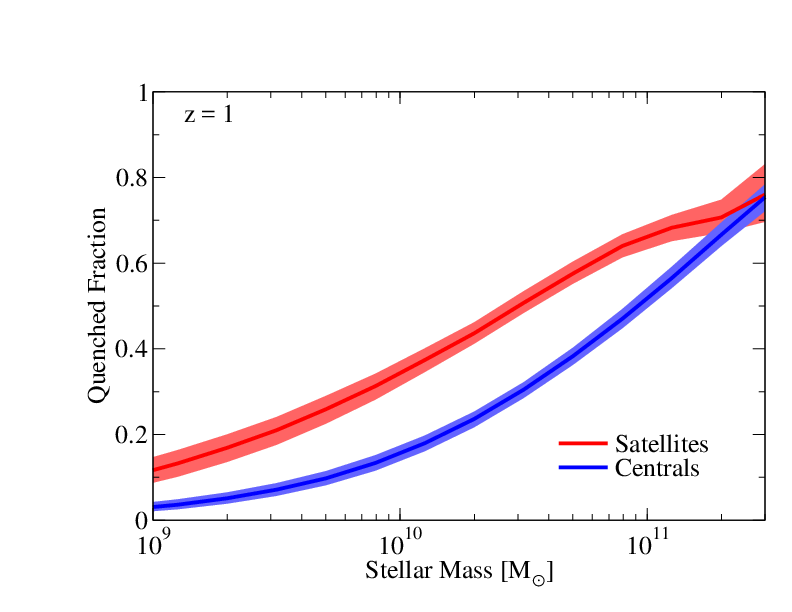 1
z = 1
0.8
0.6
0.4
0.2
0
Quenched Fraction
Satellites
Centrals
10^9 10^10 10^11
Stellar Mass [M_⊙]